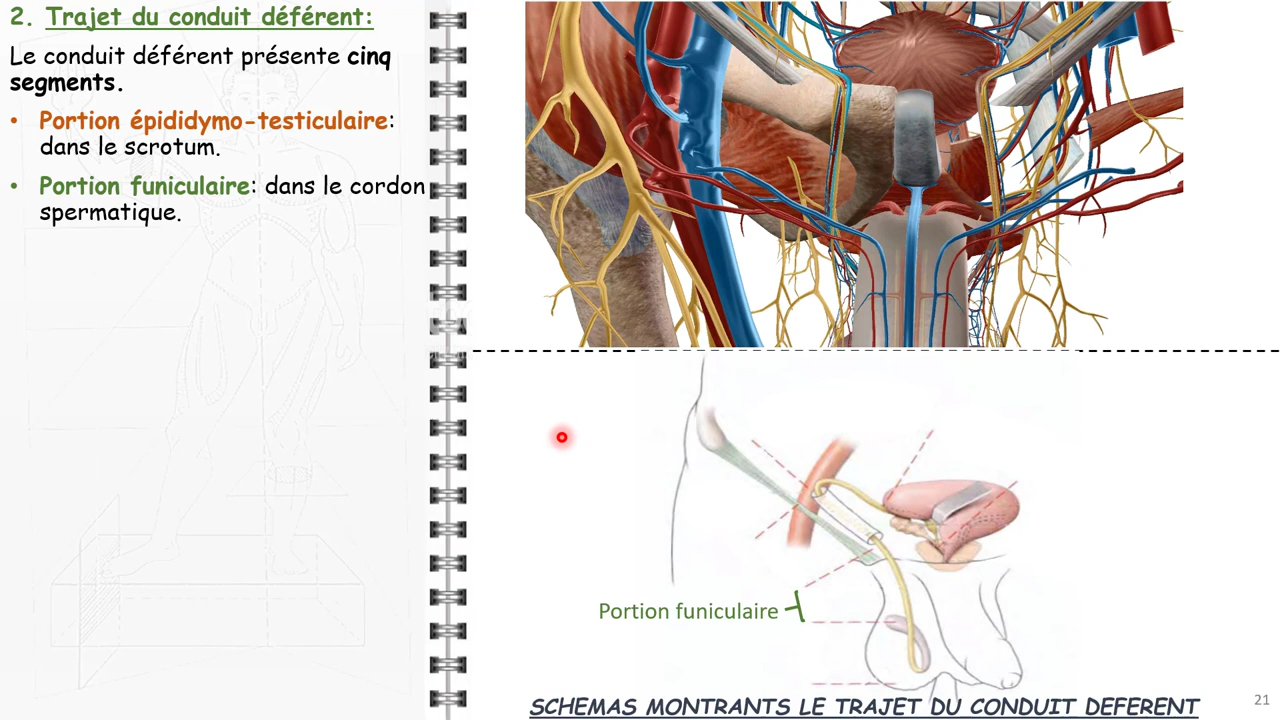 2. Trajet du conduit déférent:
Le conduit déférent présente cinq
segments.
• Portion épididymo-testiculaire:
dans le scrotum.
• Portion funiculaire: dans le cordon
spermatique.
Portion funiculaire
SCHEMAS MONTRANTS LE TRAJET DU CONDUIT DEFERENT
21